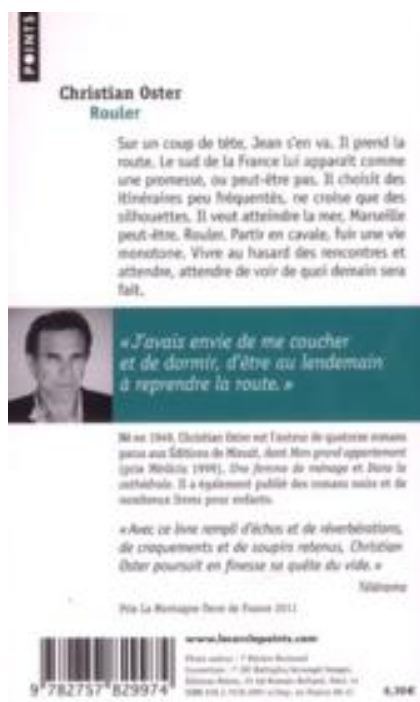 POINTS
Christian Oster
Rouler
Sur un coup de tête, Jean s'en va. Il prend la
route. Le sud de la France lui apparaît comme
une promesse, ou peut-être pas. Il choisit des
itinéraires peu fréquentés, ne croise que des
silhouettes. Il veut atteindre la mer, Marseille
peut-être. Rouler. Partir en cavale, fuir une vie
monotone. Vivre au hasard des rencontres et
attendre, attendre de voir de quoi demain sera
fait.
« J'avais envie de me coucher
et de dormir, d'être au lendemain
à reprendre la route. »
Né en 1949, Christian Oster est l'auteur de quatorze romans
parus aux Éditions de Minuit, dont Mon grand appartement
(prix Médicis 1999), Une femme de ménage et Dans la
cathédrale. Il a également publié des romans noirs et de
nombreux livres pour enfants.
« Avec ce livre rempli d'échos et de réverbérations,
de craquements et de soupirs retenus, Christian
Oster poursuit en finesse sa quête du vide. »
Télérama
Prix La Montagne Terre de France 2011
www.lecerclepoints.com
9 782757 829974